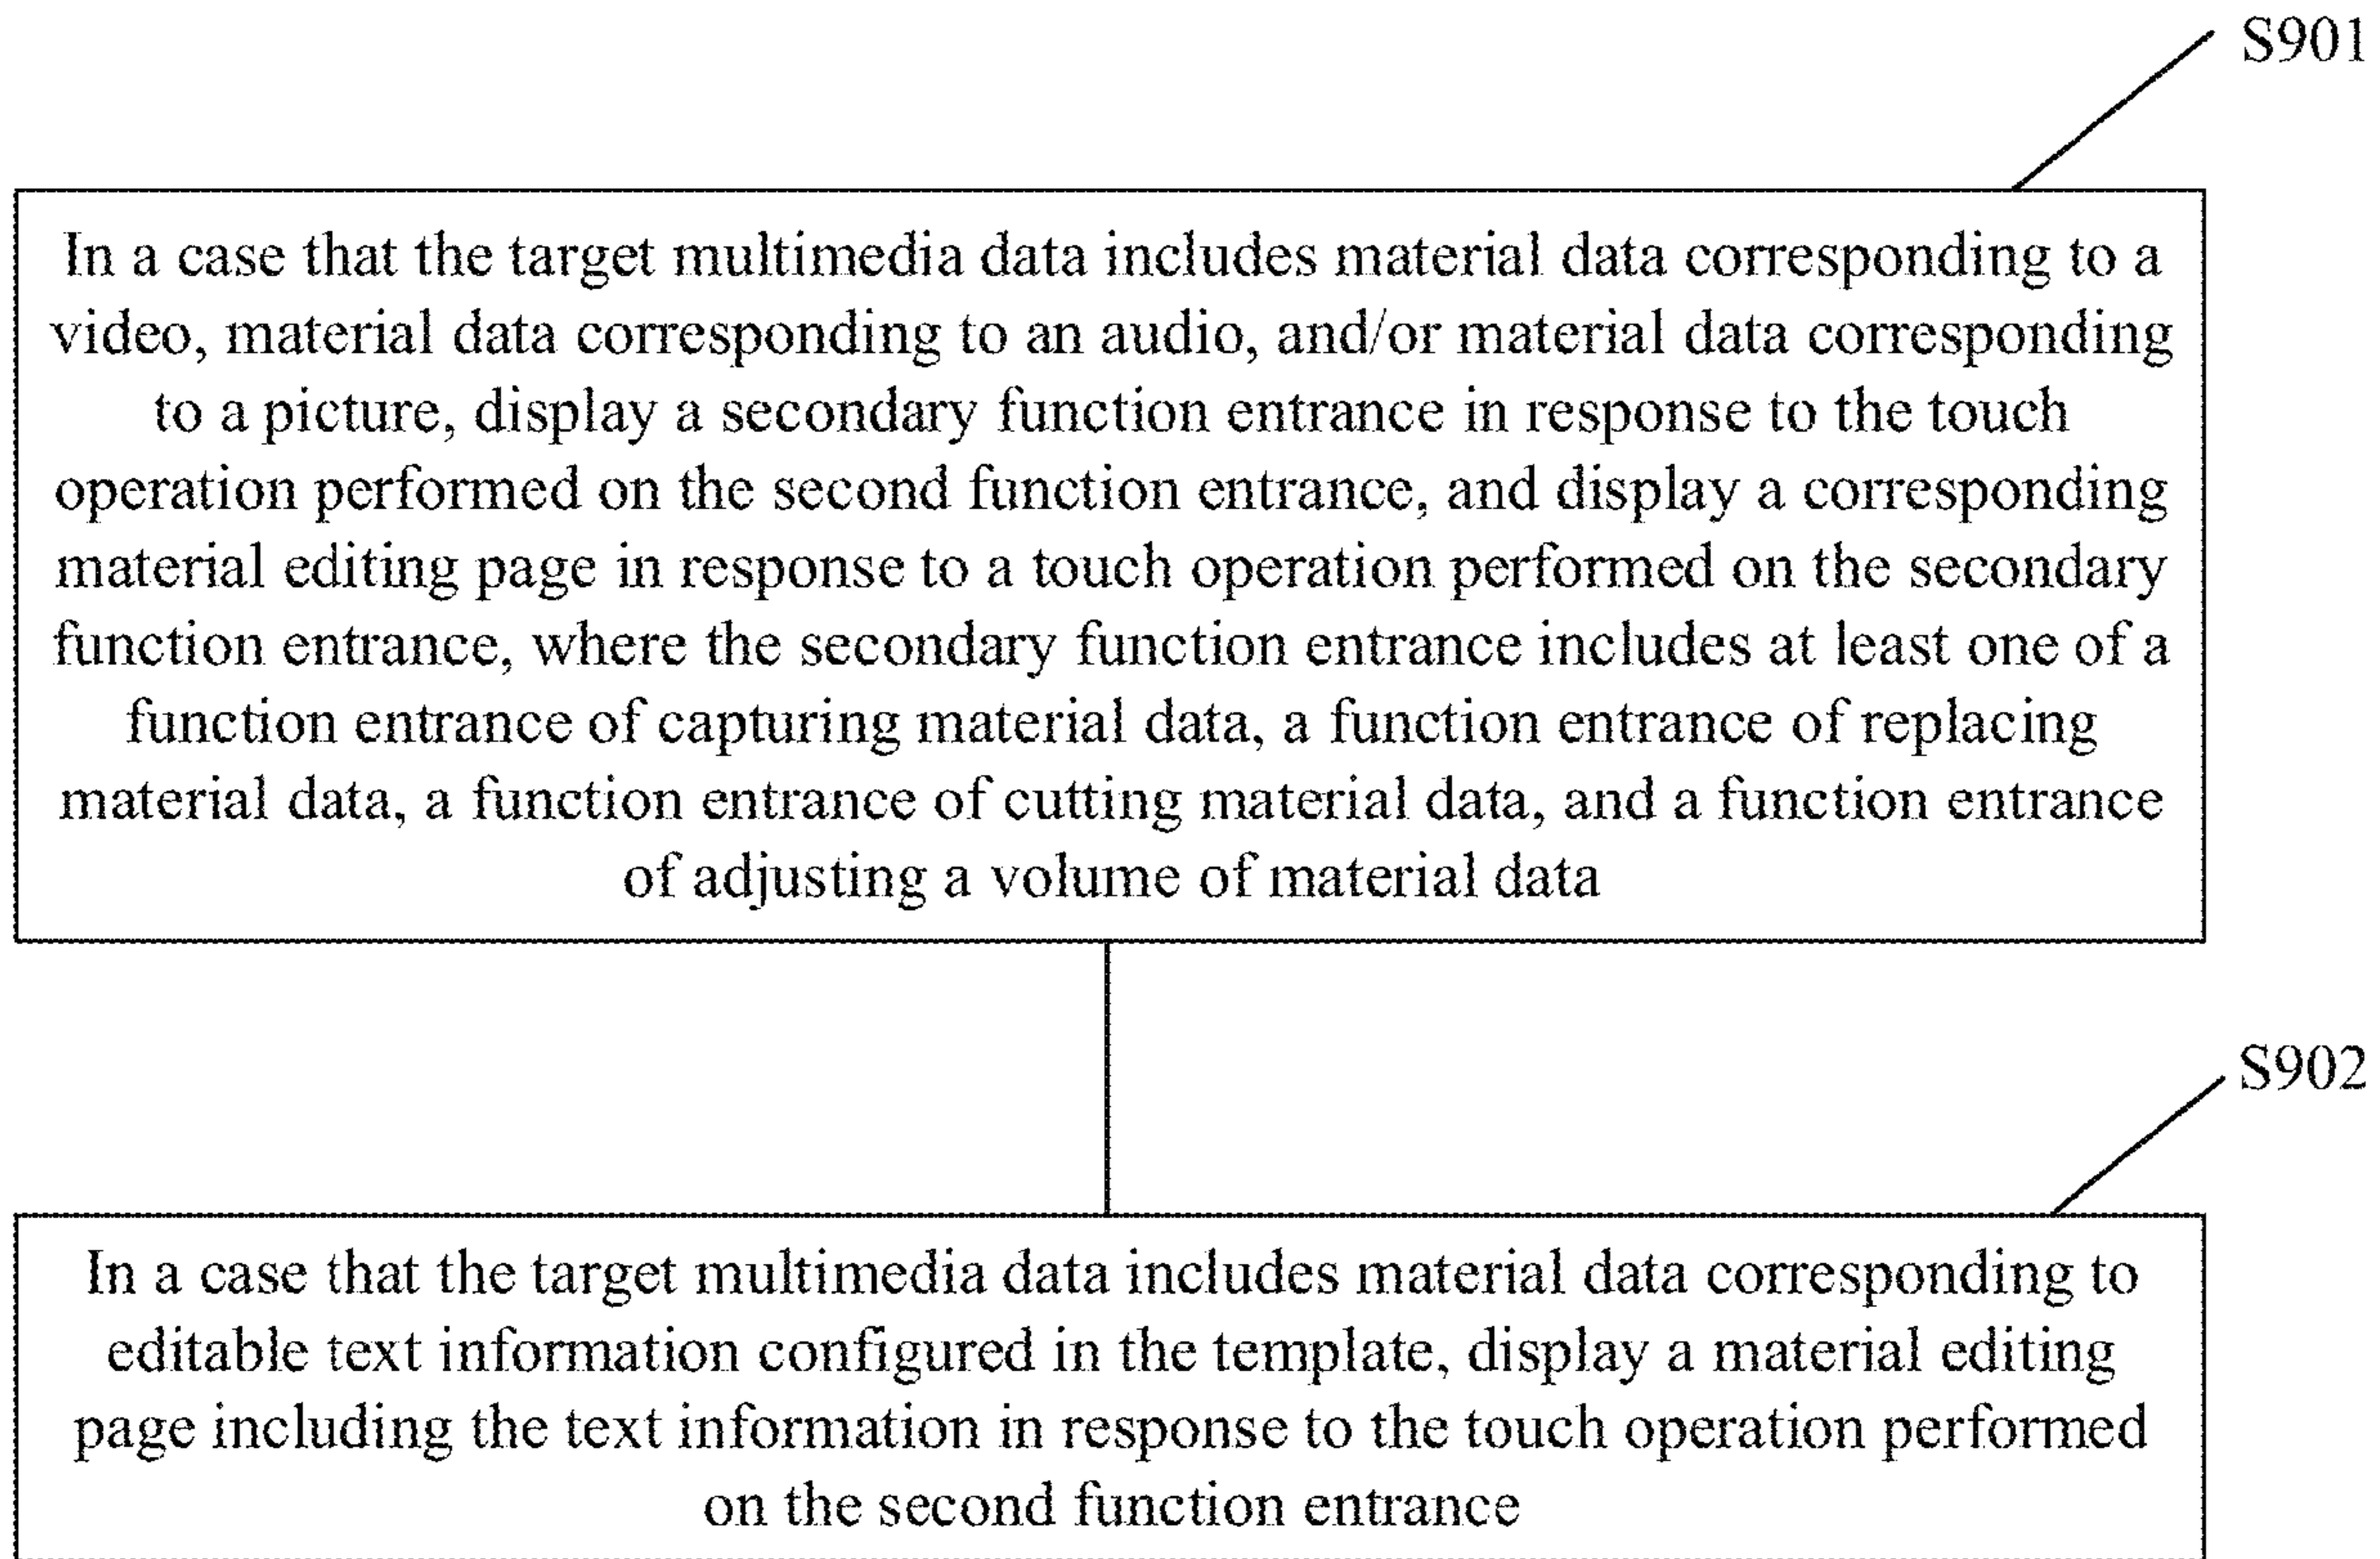 S901
In a case that the target multimedia data includes material data corresponding to a
video, material data corresponding to an audio, and/or material data corresponding
to a picture, display a secondary function entrance in response to the touch
operation performed on the second function entrance, and display a corresponding
material editing page in response to a touch operation performed on the secondary
function entrance, where the secondary function entrance includes at least one of a
function entrance of capturing material data, a function entrance of replacing
material data, a function entrance of cutting material data, and a function entrance
of adjusting a volume of material data
S902
In a case that the target multimedia data includes material data corresponding to
editable text information configured in the template, display a material editing
page including the text information in response to the touch operation performed
on the second function entrance